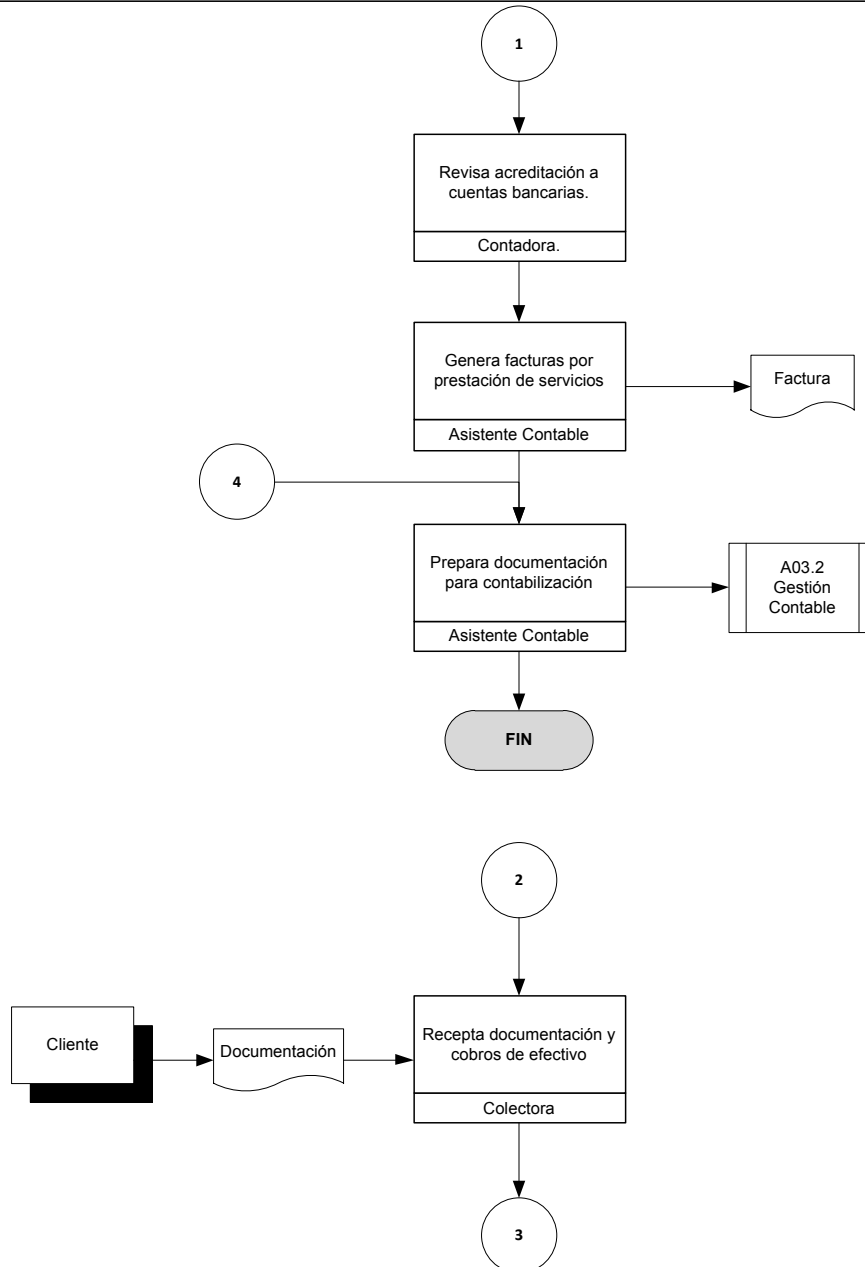 1
Revisa acreditación a
cuentas bancarias.
Contadora.
Genera facturas por
prestación de servicios
Asistente Contable
Factura
4
Prepara documentación
para contabilización
Asistente Contable
A03.2
Gestión
Contable
FIN
2
Cliente
Documentación
Recepta documentación y
cobros de efectivo
Colectora
3